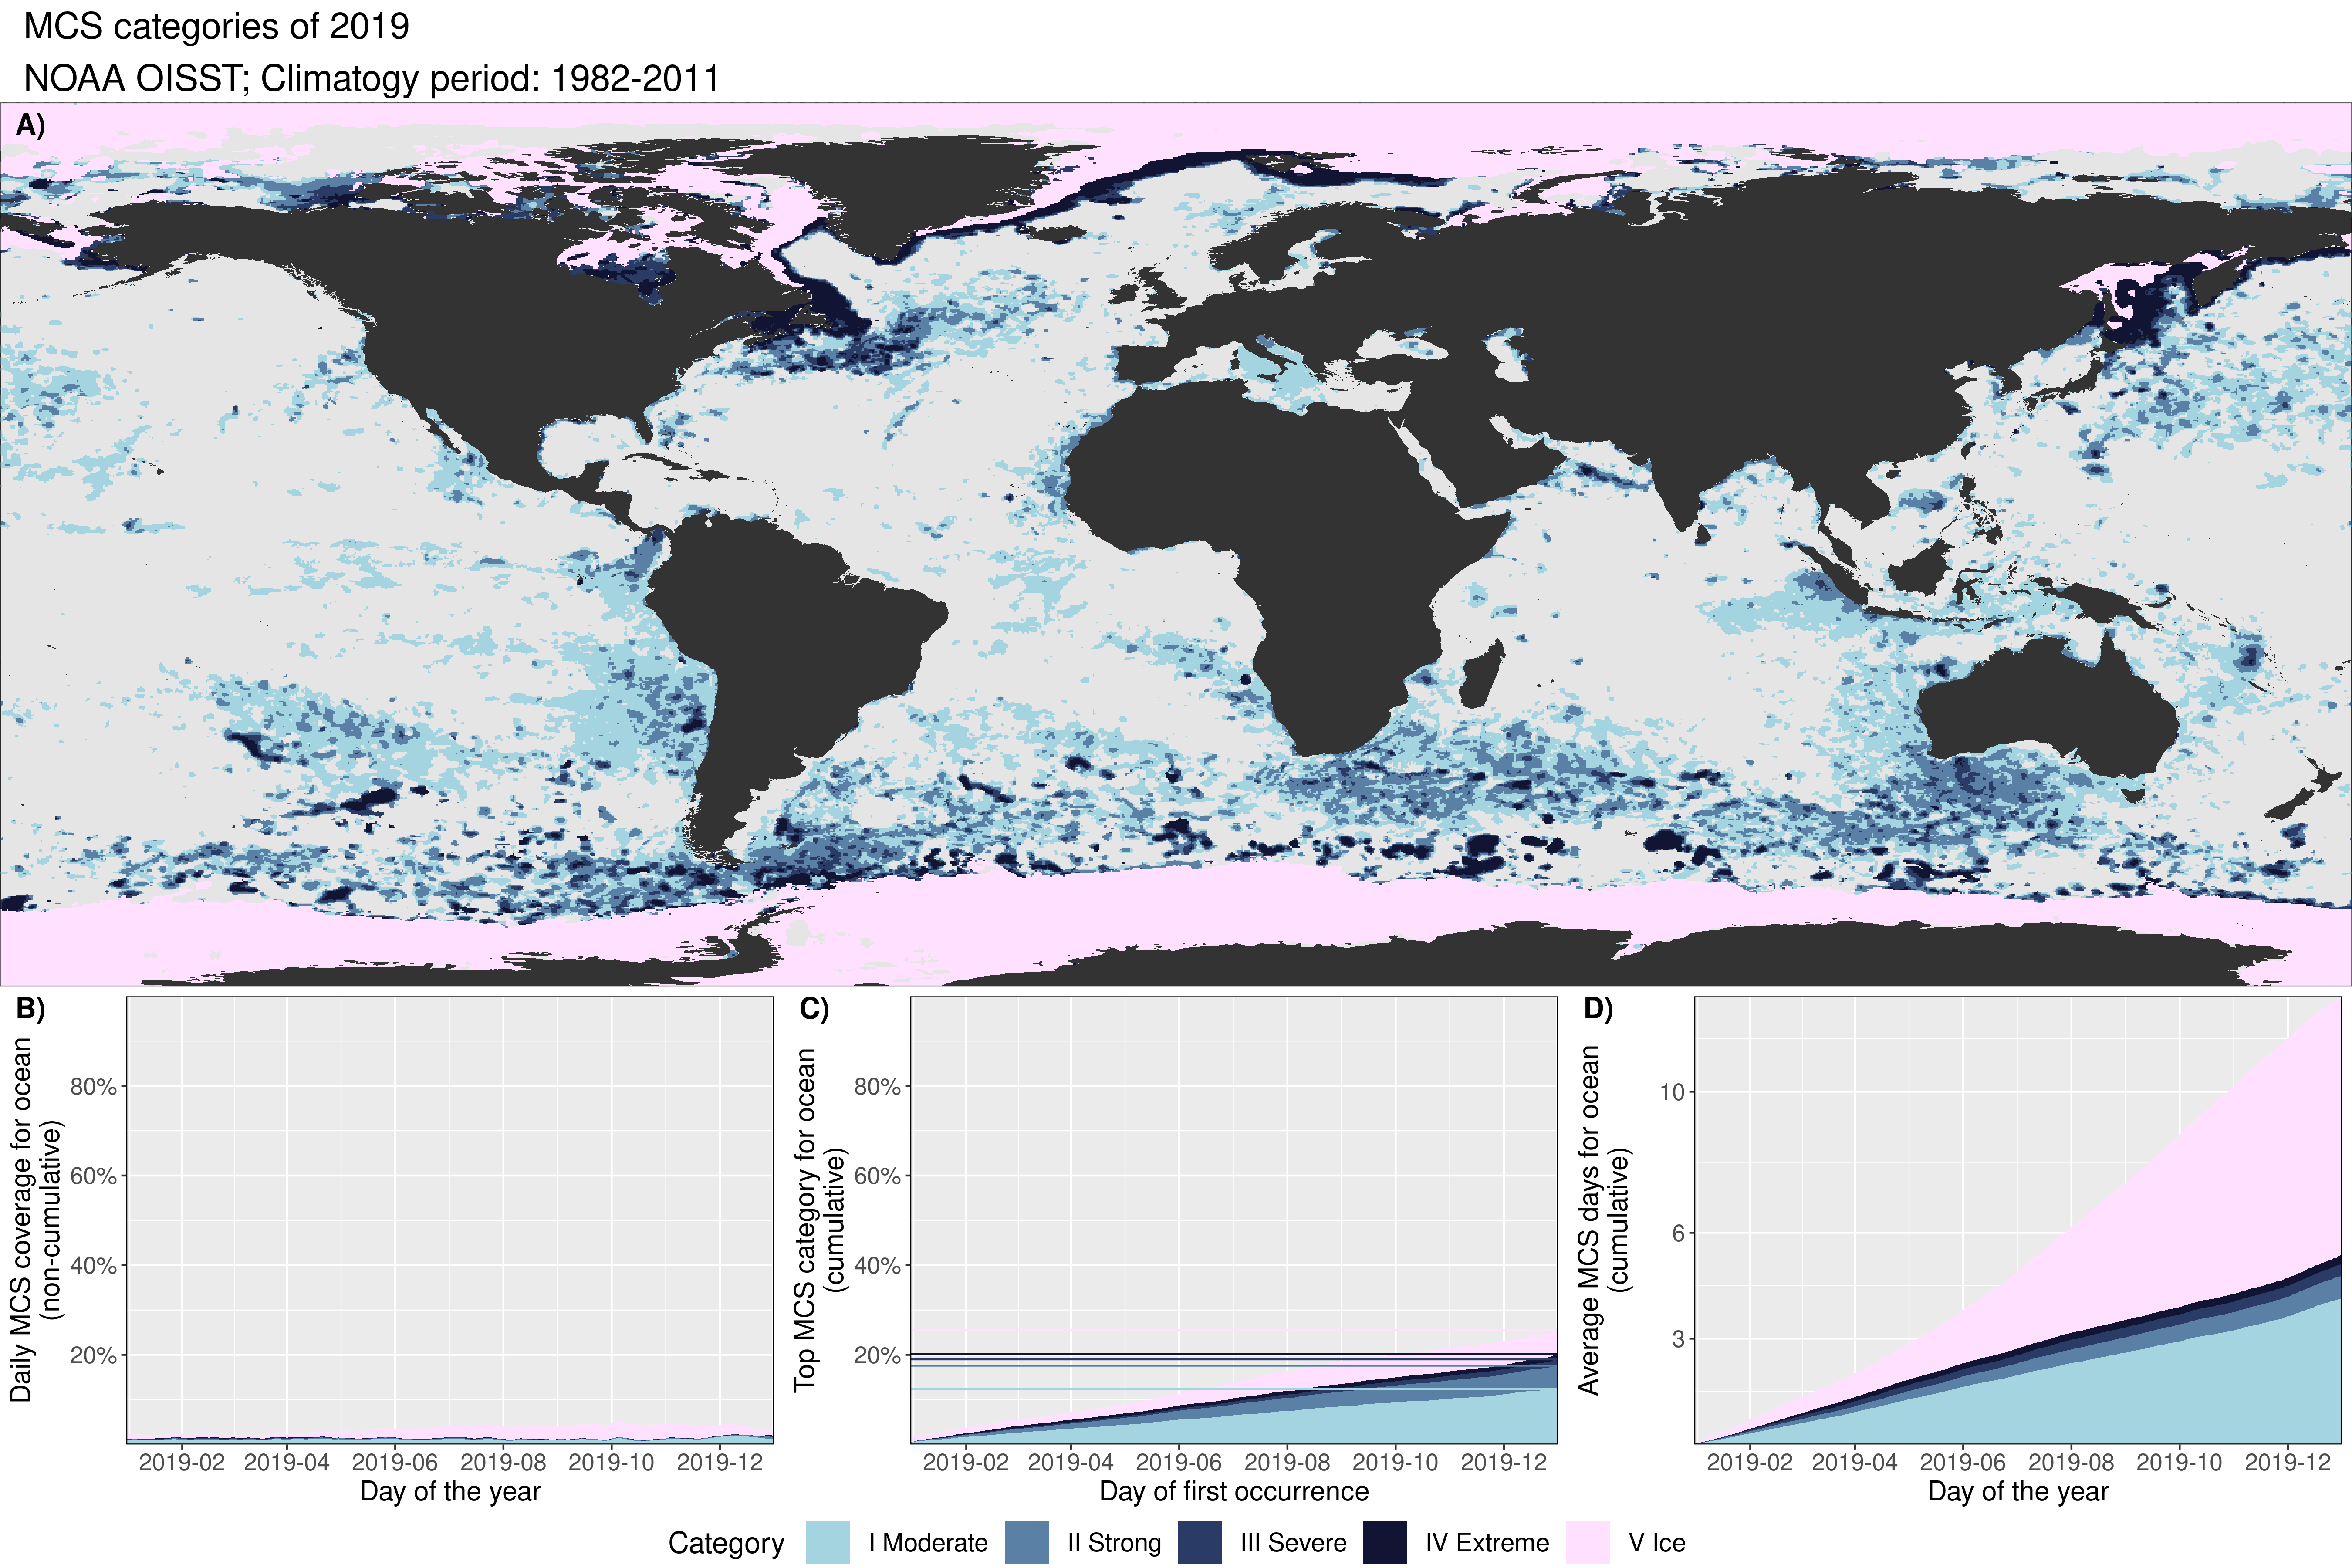 MCS categories of 2019
NOAA OISST; Climatogy period: 1982-2011
A)
B)
Daily MCS coverage for ocean
(non-cumulative)
80%
60%
40%
20%
2019-02 2019-04 2019-06 2019-08 2019-10 2019-12
Day of the year
C)
Top MCS category for ocean
(cumulative)
80%
60%
40%
20%
2019-02 2019-04 2019-06 2019-08 2019-10 2019-12
Day of first occurrence
D)
Average MCS days for ocean
(cumulative)
10
6
3
2019-02 2019-04 2019-06 2019-08 2019-10 2019-12
Day of the year
Category I Moderate II Strong III Severe IV Extreme V Ice